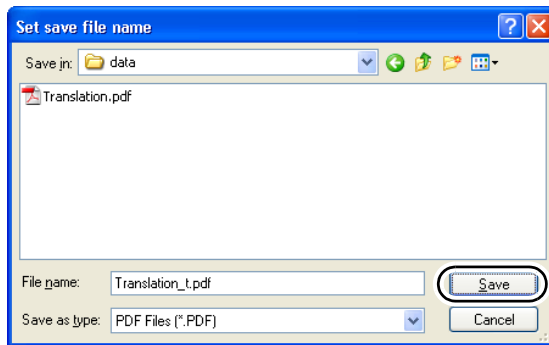 Set save file name
Save in: data
Translation.pdf
File name: Translation_t.pdf Save
Save as type: PDF Files (*.PDF) Cancel